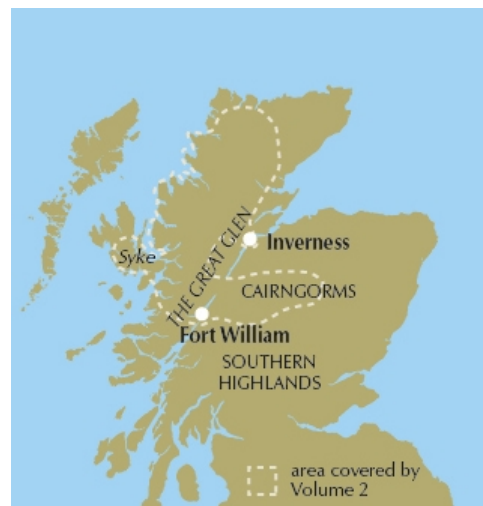 Inverness
Syke
THE GREAT GLEN
CAIRNGORMS
Fort William
SOUTHERN
HIGHLANDS
area covered by
Volume 2